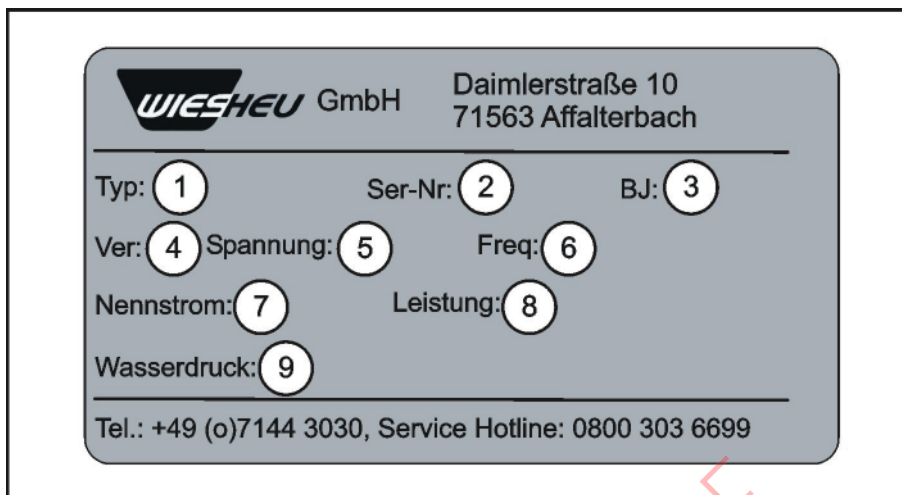 WIESHEU GmbH
Daimlerstraße 10
71563 Affalterbach
Typ: 1 Ser-Nr: 2 BJ: 3
Ver: 4 Spannung: 5 Freq: 6
Nennstrom: 7 Leistung: 8
Wasserdruck: 9
Tel.: +49 (o)7144 3030, Service Hotline: 0800 303 6699